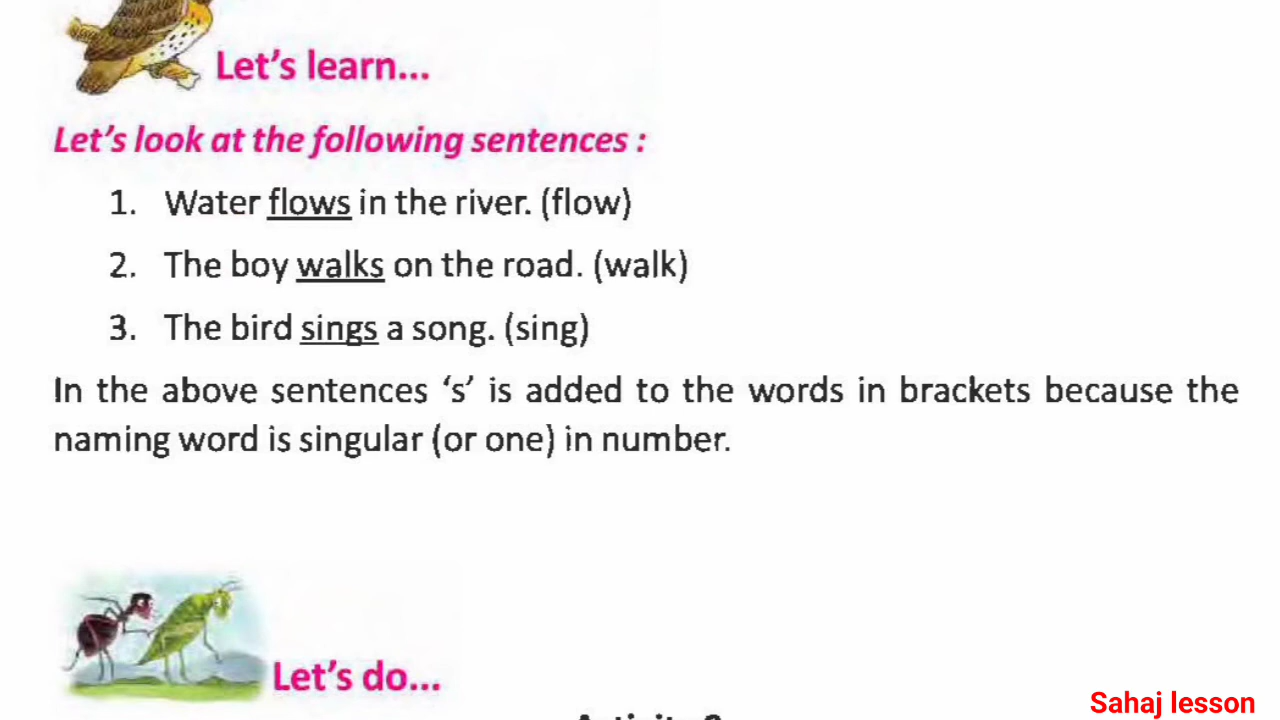 Let's learn...
Let's look at the following sentences :
1. Water flows in the river. (flow)
2. The boy walks on the road. (walk)
3. The bird sings a song. (sing)
In the above sentences ‘s’ is added to the words in brackets because the
naming word is singular (or one) in number.
Let's do...
Sahaj lesson